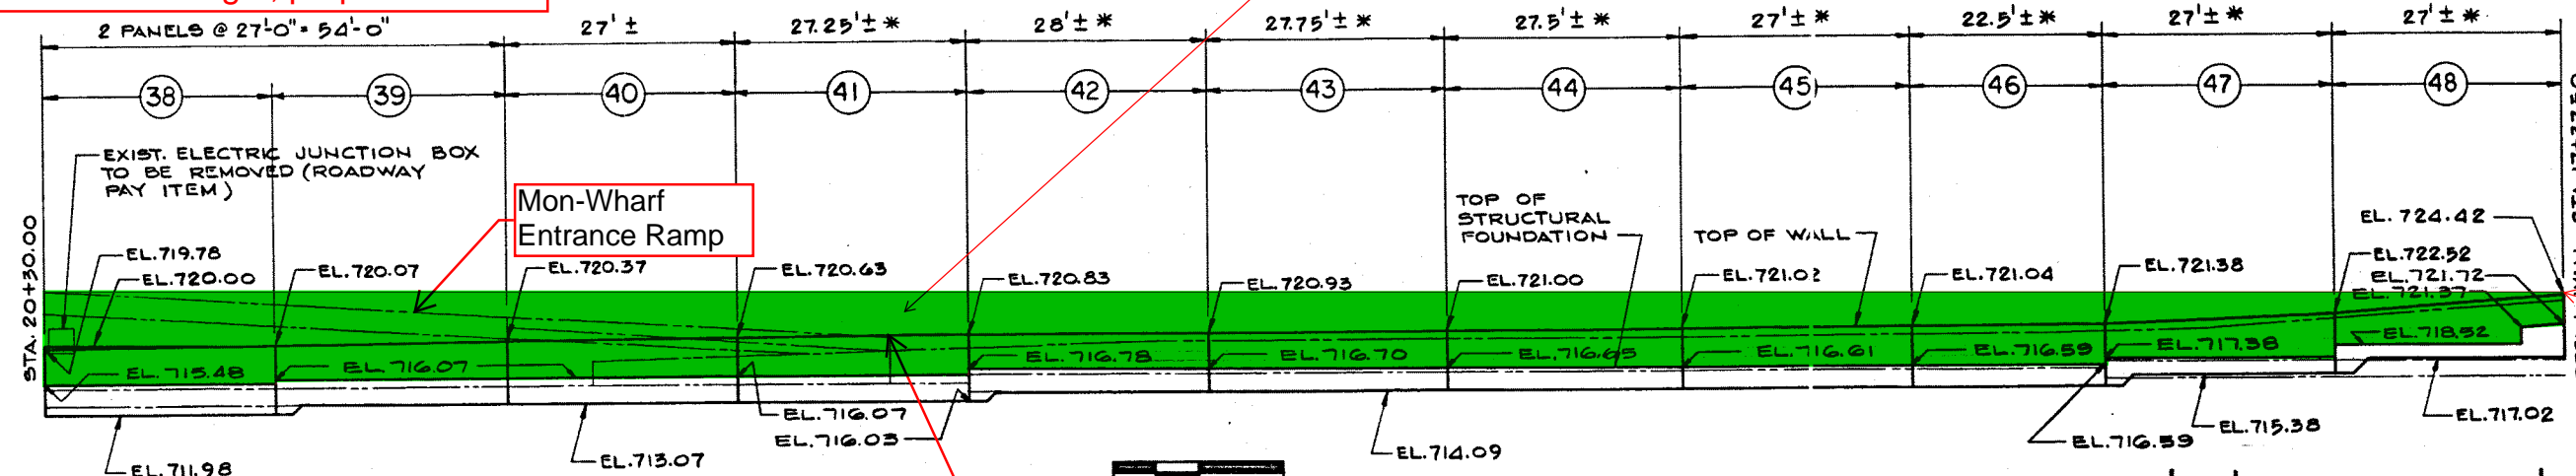 2 PANELS @ 27'-0" = 54'-0"
27' ±
27.25' ± *
28' ± *
27.75' ± *
27.5' ± *
27' ± *
22.5' ± *
27' ± *
27' ± *
38
39
40
41
42
43
44
45
46
47
48
EXIST. ELECTRIC JUNCTION BOX
TO BE REMOVED (ROADWAY
PAY ITEM)
Mon-Wharf
Entrance Ramp
TOP OF
STRUCTURAL
FOUNDATION
TOP OF WALL
STA. 20+30.00
EL. 719.78
EL. 720.00
EL. 720.07
EL. 720.37
EL. 720.63
EL. 720.83
EL. 720.93
EL. 721.00
EL. 721.02
EL. 721.04
EL. 721.38
EL. 724.42
EL. 722.52
EL. 721.72
EL. 721.37
EL. 715.48
EL. 716.07
EL. 716.78
EL. 716.70
EL. 716.65
EL. 716.61
EL. 716.59
EL. 717.38
EL. 718.52
EL. 716.07
EL. 716.03
EL. 711.98
EL. 713.07
EL. 714.09
EL. 716.59
EL. 715.38
EL. 717.02